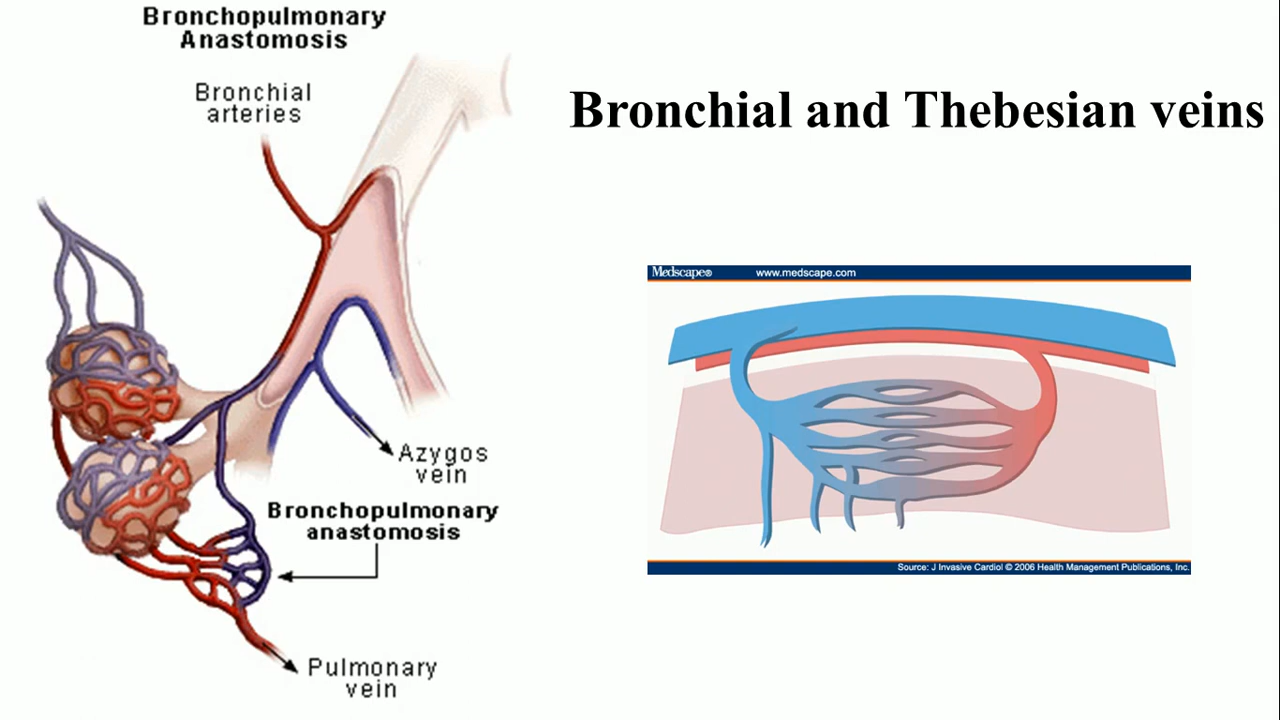 Bronchopulmonary
Anastomosis
Bronchial
arteries
Azygos
vein
Bronchopulmonary
anastomosis
Pulmonary
vein
Bronchial and Thebesian veins
Medscape® www.medscape.com
Source: J Invasive Cardiol © 2006 Health Management Publications, Inc.